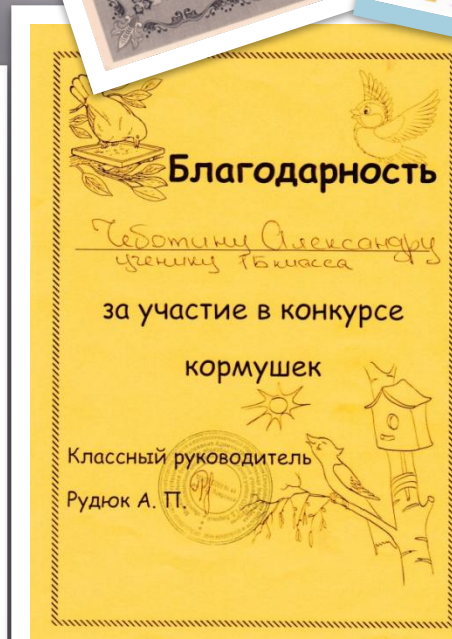 Благодарность
Чеботину Александру
ученику 1Б класса
за участие в конкурсе
кормушек
Классный руководитель
Рудюк А. П.